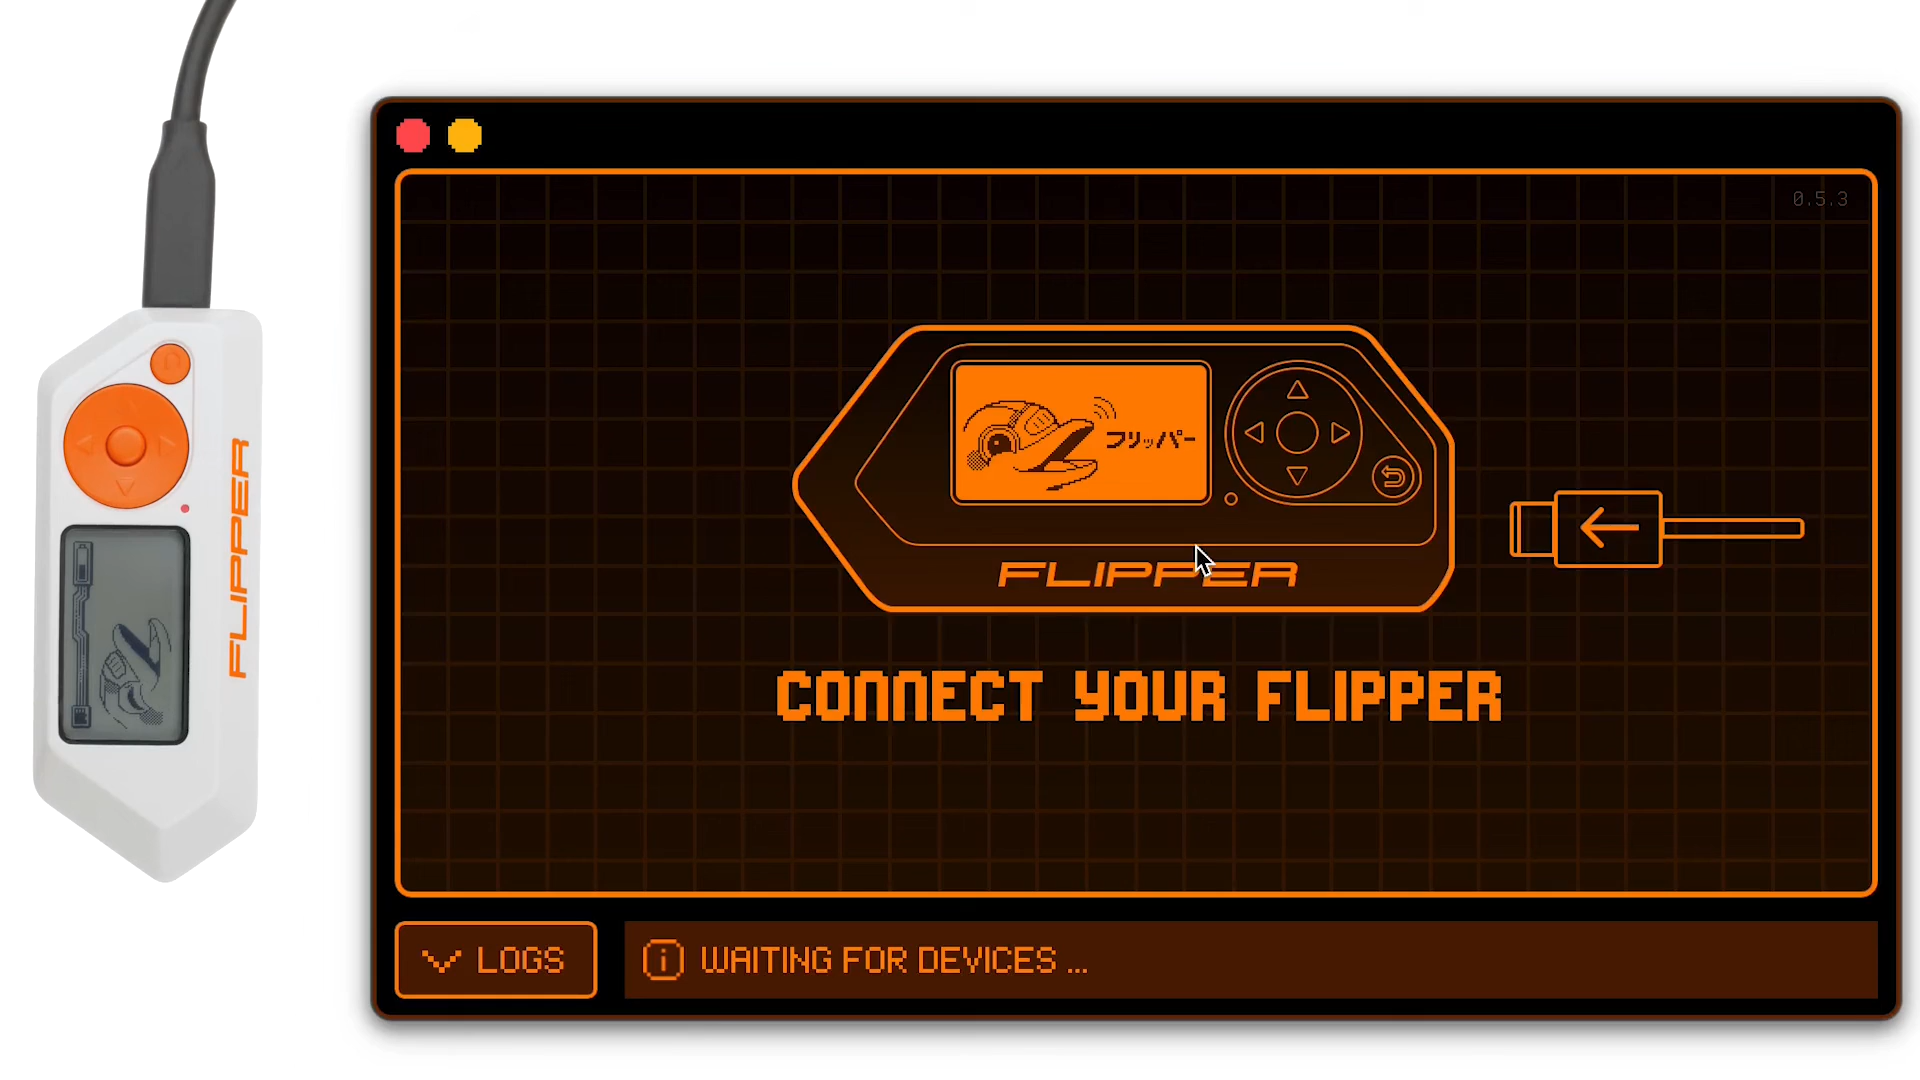 FLIPPER
0.5.3
フリッパー
FLIPPER
CONNECT YOUR FLIPPER
LOGS
WAITING FOR DEVICES ...